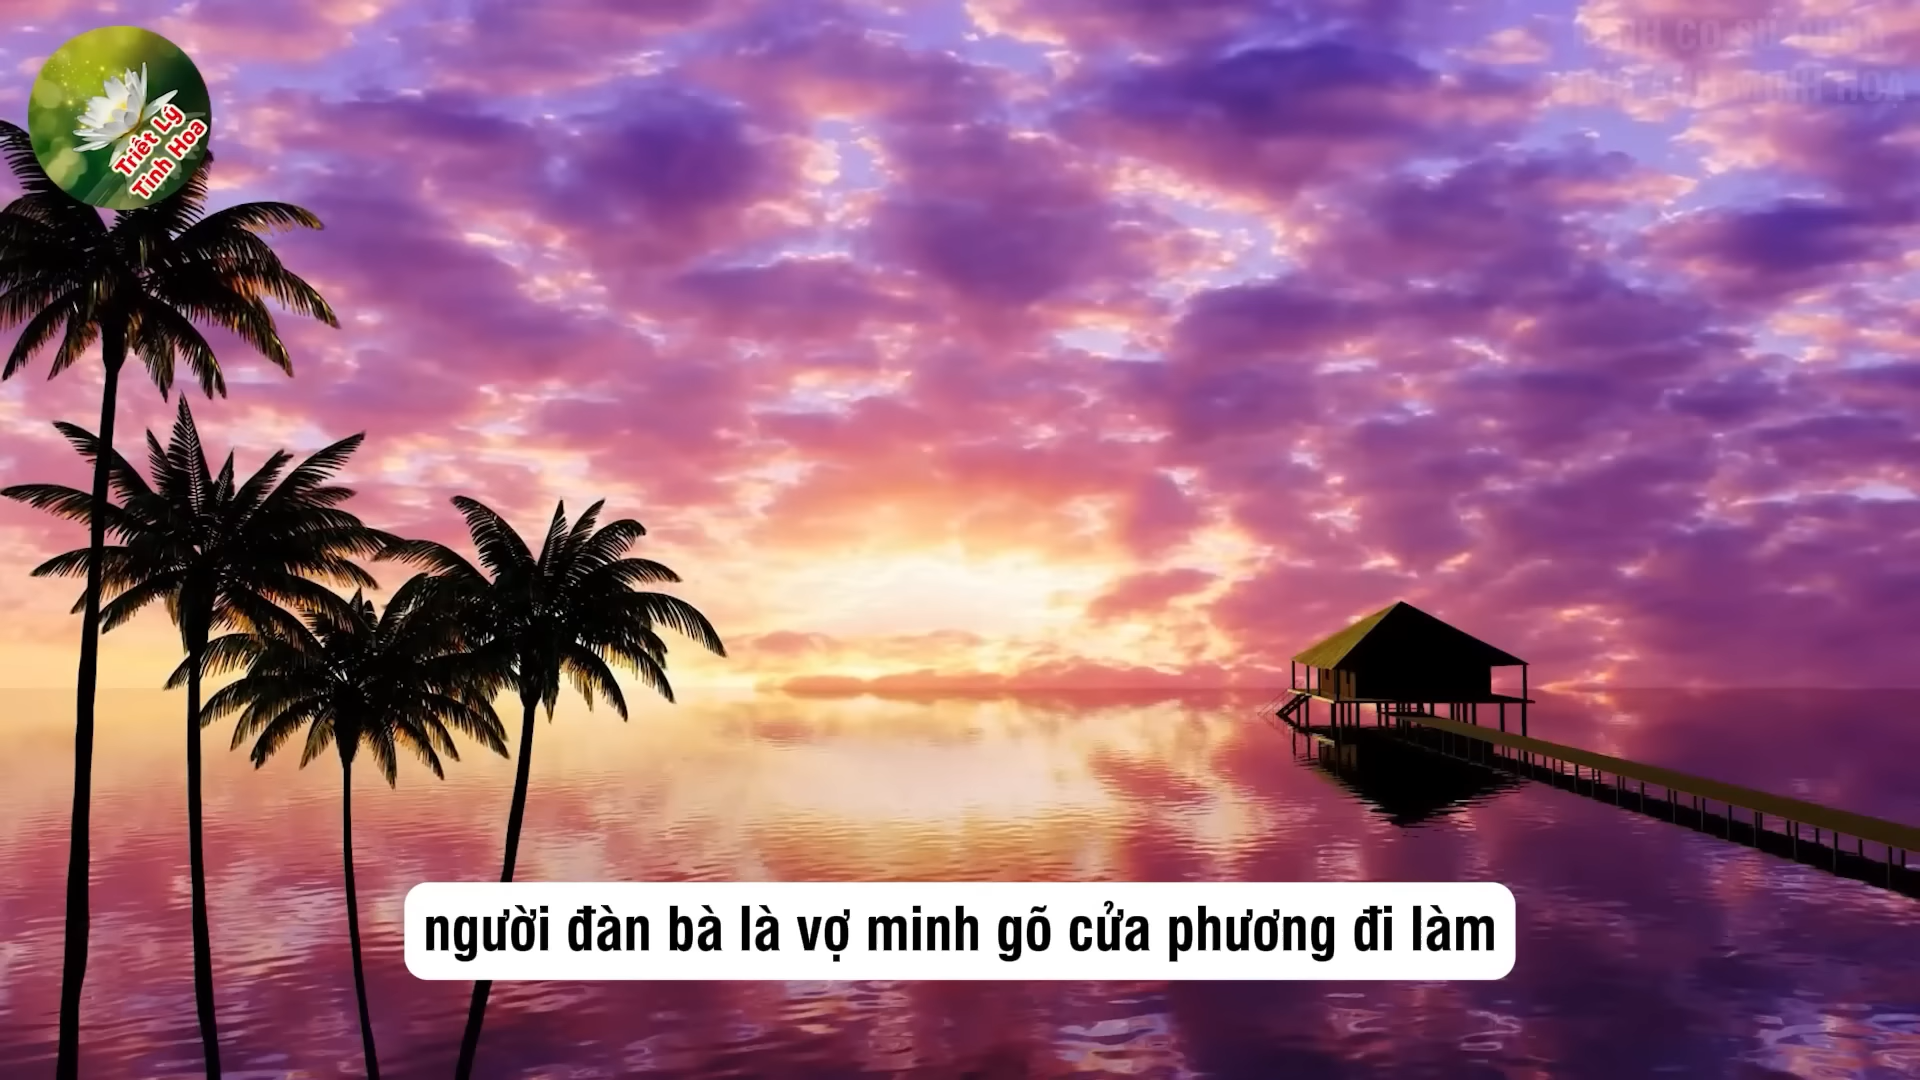 Triết Lý
Tinh Hoa
người đàn bà là vợ minh gõ cửa phương đi làm